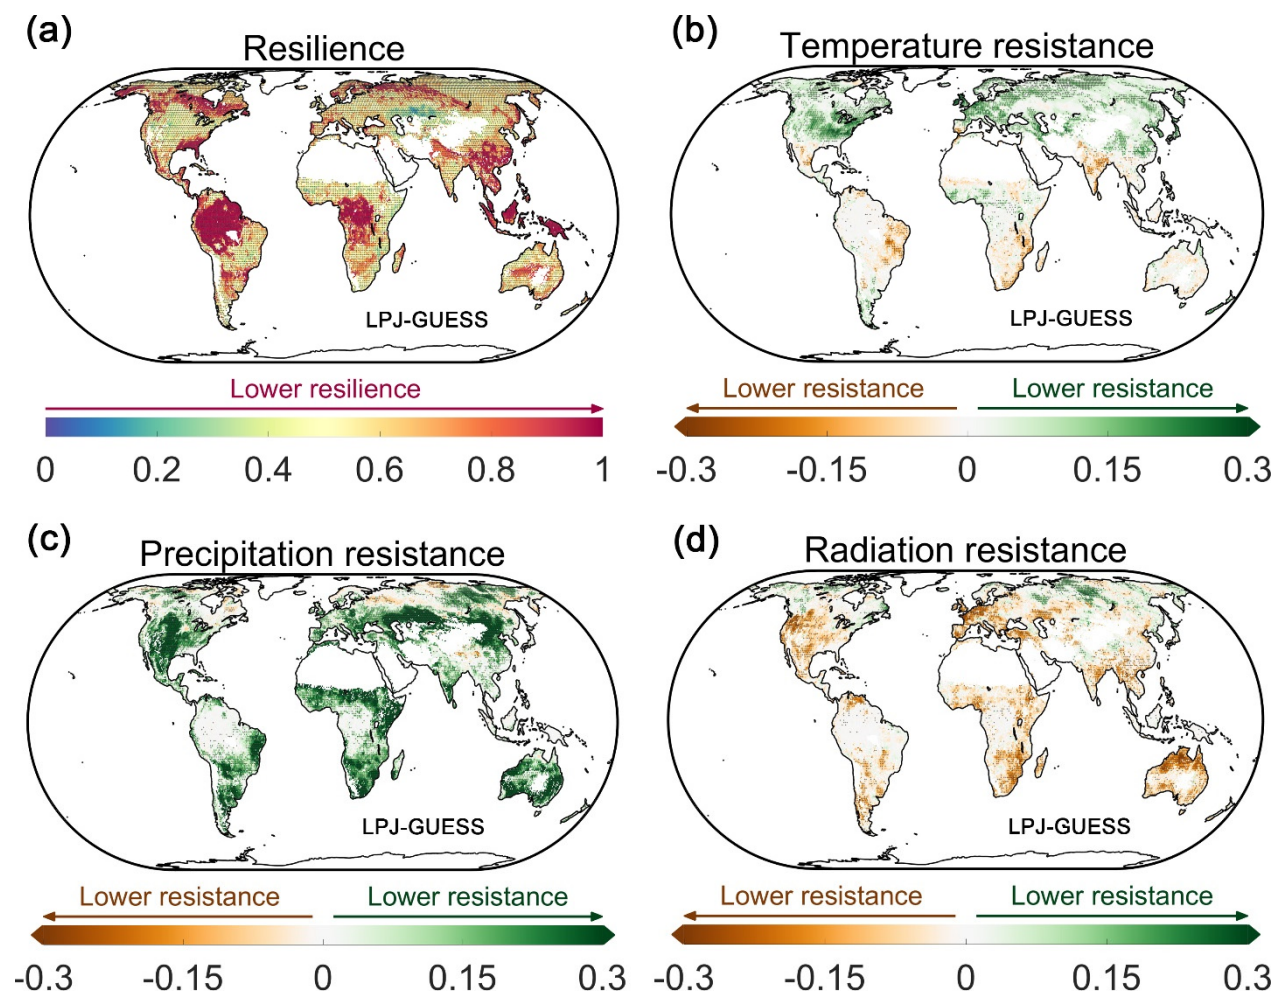 (a)
Resilience
LPJ-GUESS
Lower resilience
0 0.2 0.4 0.6 0.8 1
(b)
Temperature resistance
LPJ-GUESS
Lower resistance Lower resistance
-0.3 -0.15 0 0.15 0.3
(c)
Precipitation resistance
LPJ-GUESS
Lower resistance Lower resistance
-0.3 -0.15 0 0.15 0.3
(d)
Radiation resistance
LPJ-GUESS
Lower resistance Lower resistance
-0.3 -0.15 0 0.15 0.3